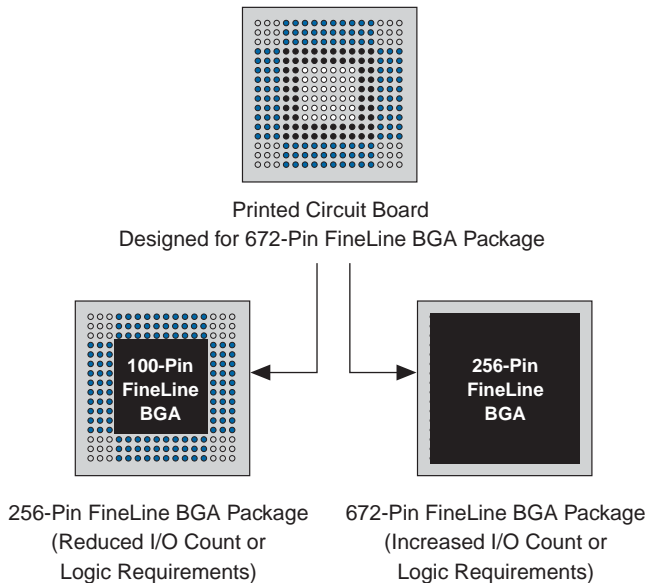 Printed Circuit Board
Designed for 672-Pin FineLine BGA Package
100-Pin
FineLine
BGA
256-Pin
FineLine
BGA
256-Pin FineLine BGA Package
(Reduced I/O Count or
Logic Requirements)
672-Pin FineLine BGA Package
(Increased I/O Count or
Logic Requirements)